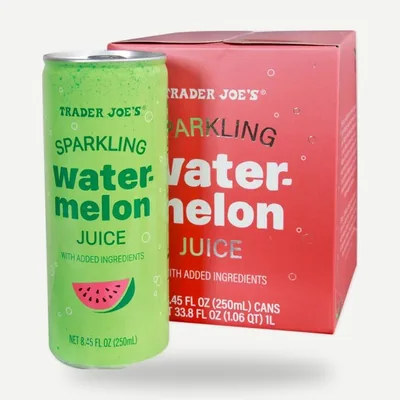 TRADER JOE'S®
SPARKLING
water-
melon
JUICE
WITH ADDED INGREDIENTS
NET 8.45 FL OZ (250mL)
TRADER JOE'S®
SPARKLING
water-
melon
JUICE
WITH ADDED INGREDIENTS
.45 FL OZ (250mL) CANS
33.8 FL OZ (1.06 QT) 1L